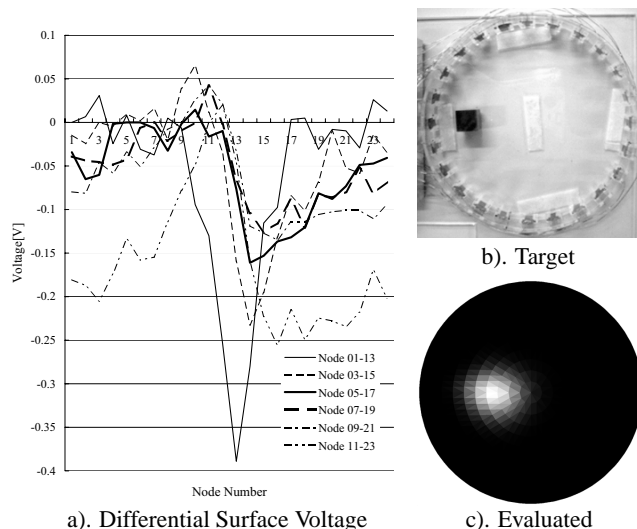 0.1
0.05
0
-0.05
-0.1
-0.15
-0.2
-0.25
-0.3
-0.35
-0.4
Voltage[V]
1 3 5 7 9 11 13 15 17 19 21 23
Node 01-13
Node 03-15
Node 05-17
Node 07-19
Node 09-21
Node 11-23
Node Number
a). Differential Surface Voltage
b). Target
c). Evaluated